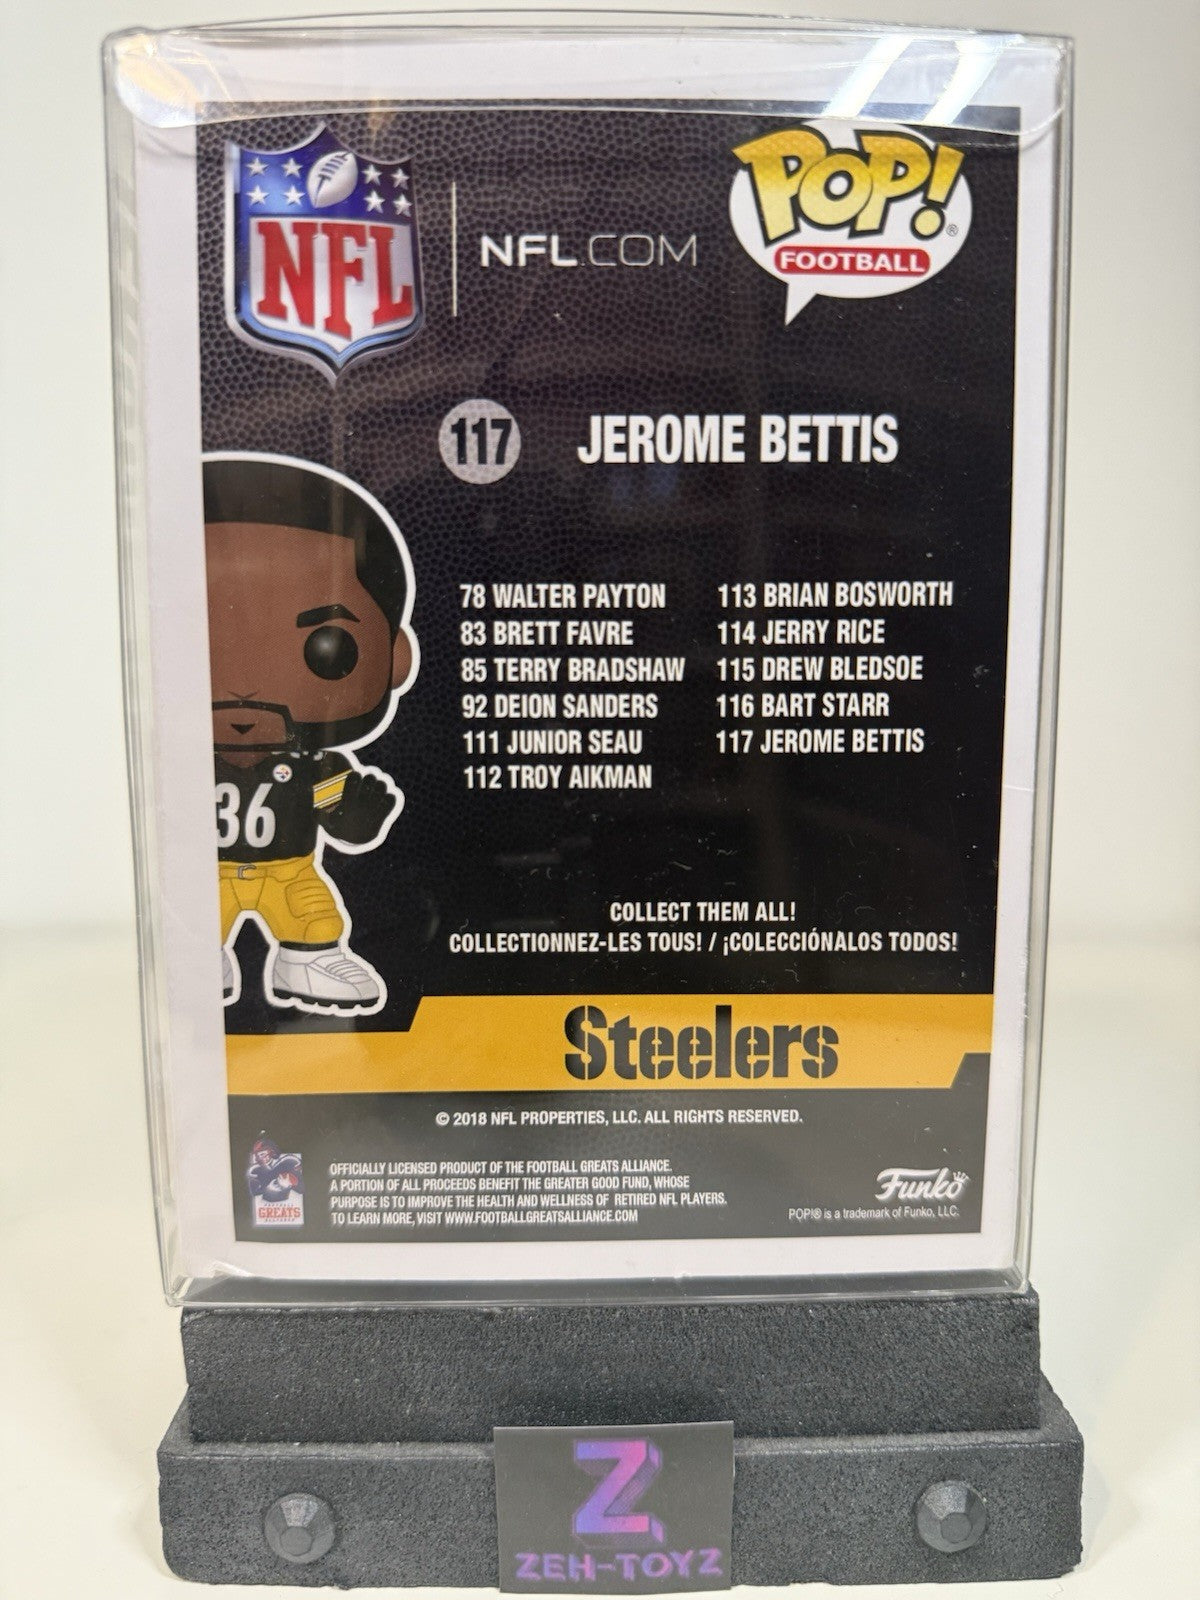 NFL
NFL.COM
POP!®
FOOTBALL
117
JEROME BETTIS
78 WALTER PAYTON
83 BRETT FAVRE
85 TERRY BRADSHAW
92 DEION SANDERS
111 JUNIOR SEAU
112 TROY AIKMAN
113 BRIAN BOSWORTH
114 JERRY RICE
115 DREW BLEDSOE
116 BART STARR
117 JEROME BETTIS
36
COLLECT THEM ALL!
COLLECTIONNEZ-LES TOUS! / ¡COLECCIÓNALOS TODOS!
Steelers
© 2018 NFL PROPERTIES, LLC. ALL RIGHTS RESERVED.
GREATS
OFFICIALLY LICENSED PRODUCT OF THE FOOTBALL GREATS ALLIANCE.
A PORTION OF ALL PROCEEDS BENEFIT THE GREATER GOOD FUND, WHOSE
PURPOSE IS TO IMPROVE THE HEALTH AND WELLNESS OF RETIRED NFL PLAYERS.
TO LEARN MORE, VISIT WWW.FOOTBALLGREATSALLIANCE.COM
Funko
POP!® is a trademark of Funko, LLC.
Z
ZEH-TOYZ